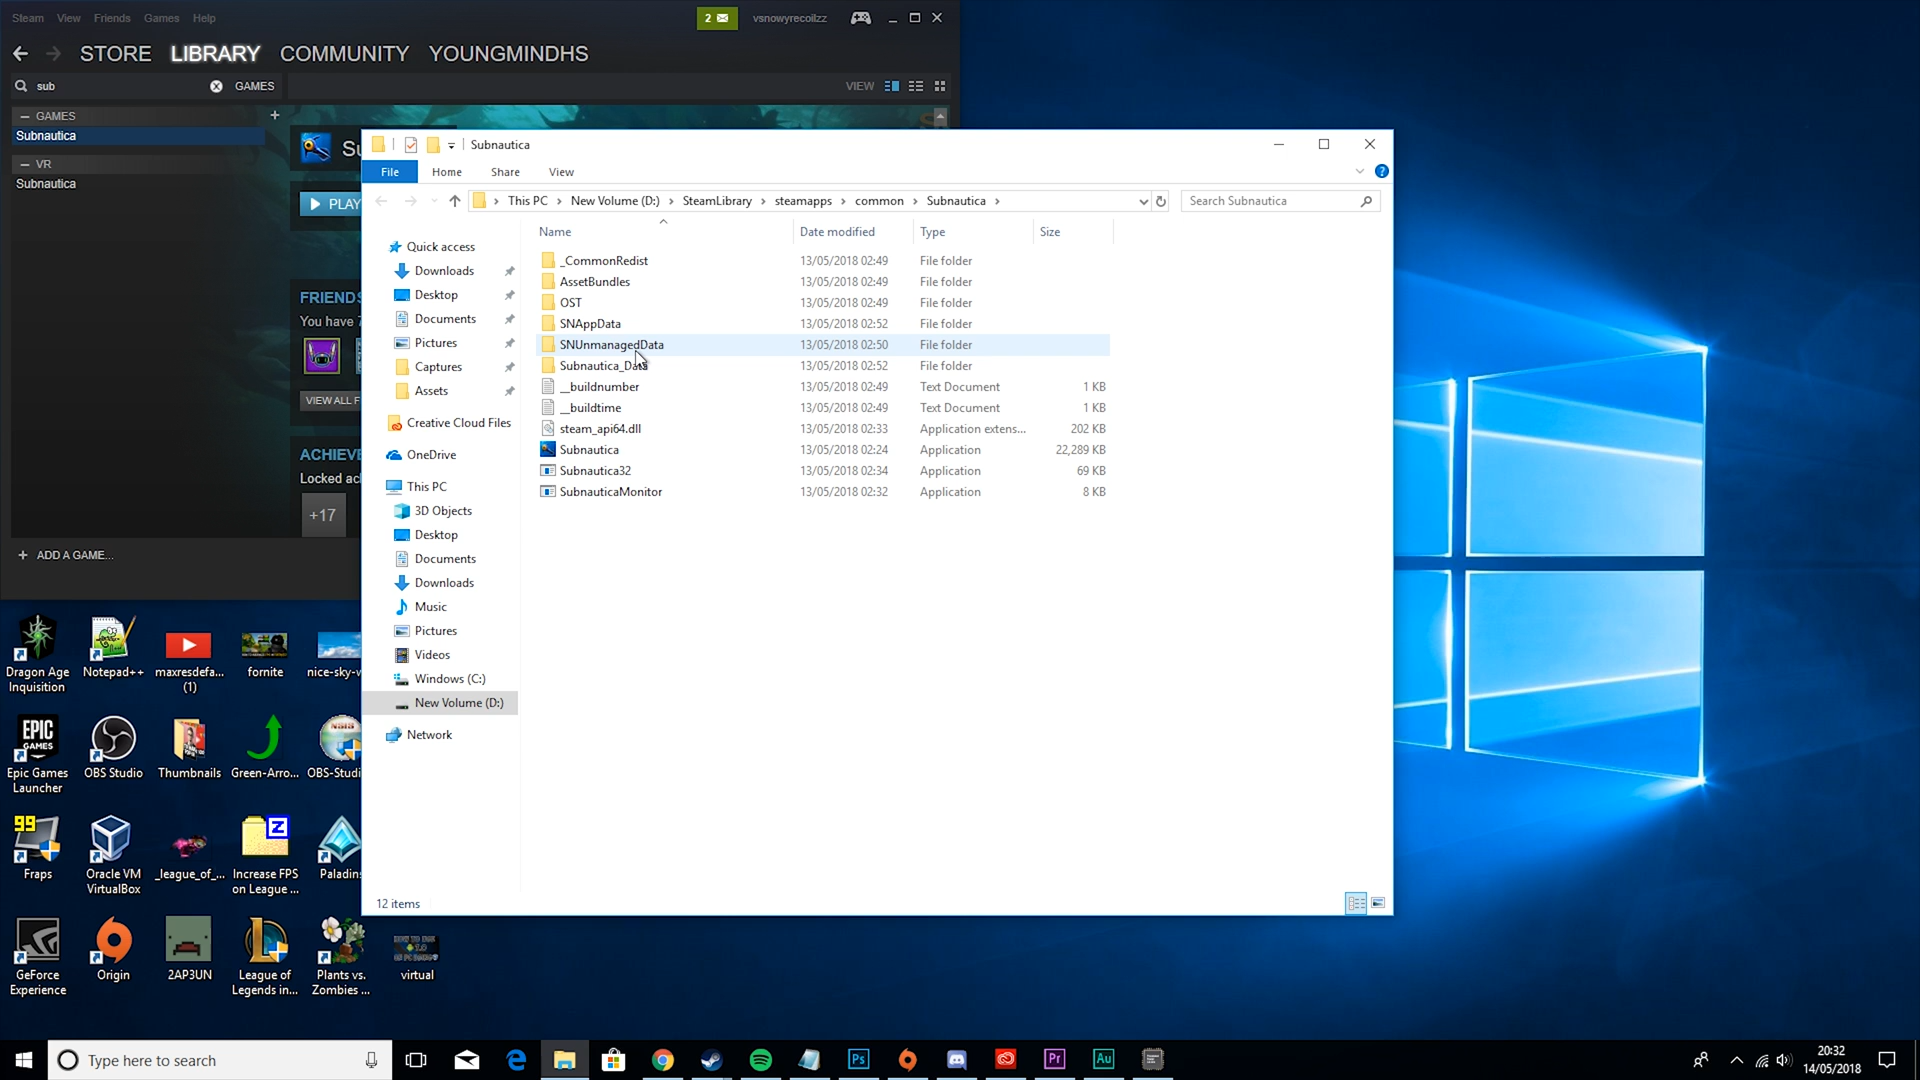 Steam View Friends Games Help
2
vsnowyrecoilzz
STORE LIBRARY COMMUNITY YOUNGMINDHS
sub
GAMES
VIEW
— GAMES
+
Subnautica
— VR
Subnautica
PLAY
You have
VIEW ALL
+17
+ ADD A GAME...
Subnautica
File Home Share View
This PC > New Volume (D:) > SteamLibrary > steamapps > common > Subnautica >
Search Subnautica
Name Date modified Type Size
_CommonRedist 13/05/2018 02:49 File folder
AssetBundles 13/05/2018 02:49 File folder
OST 13/05/2018 02:49 File folder
SNAppData 13/05/2018 02:52 File folder
SNUnmanagedData 13/05/2018 02:50 File folder
Subnautica_Data 13/05/2018 02:52 File folder
__buildnumber 13/05/2018 02:49 Text Document 1 KB
__buildtime 13/05/2018 02:49 Text Document 1 KB
steam_api64.dll 13/05/2018 02:33 Application extens... 202 KB
Subnautica 13/05/2018 02:24 Application 22,289 KB
Subnautica32 13/05/2018 02:34 Application 69 KB
SubnauticaMonitor 13/05/2018 02:32 Application 8 KB
Quick access
Downloads
Desktop
Documents
Pictures
Captures
Assets
Creative Cloud Files
OneDrive
This PC
3D Objects
Desktop
Documents
Downloads
Music
Pictures
Videos
Windows (C:)
New Volume (D:)
Network
12 items
Dragon Age
Inquisition
Notepad++
maxresdefa...
(1)
fornite
nice-sky-
EPIC
GAMES
Epic Games
Launcher
OBS Studio
Thumbnails
Green-Arro...
NSIS
OBS-Studi
99
Fraps
Oracle VM
VirtualBox
_league_of_...
Z
Increase FPS
on League ...
Paladins
GeForce
Experience
Origin
2AP3UN
League of
Legends in...
Plants vs.
Zombies ...
virtual
Type here to search
Ps
Pr
Au
20:32
14/05/2018